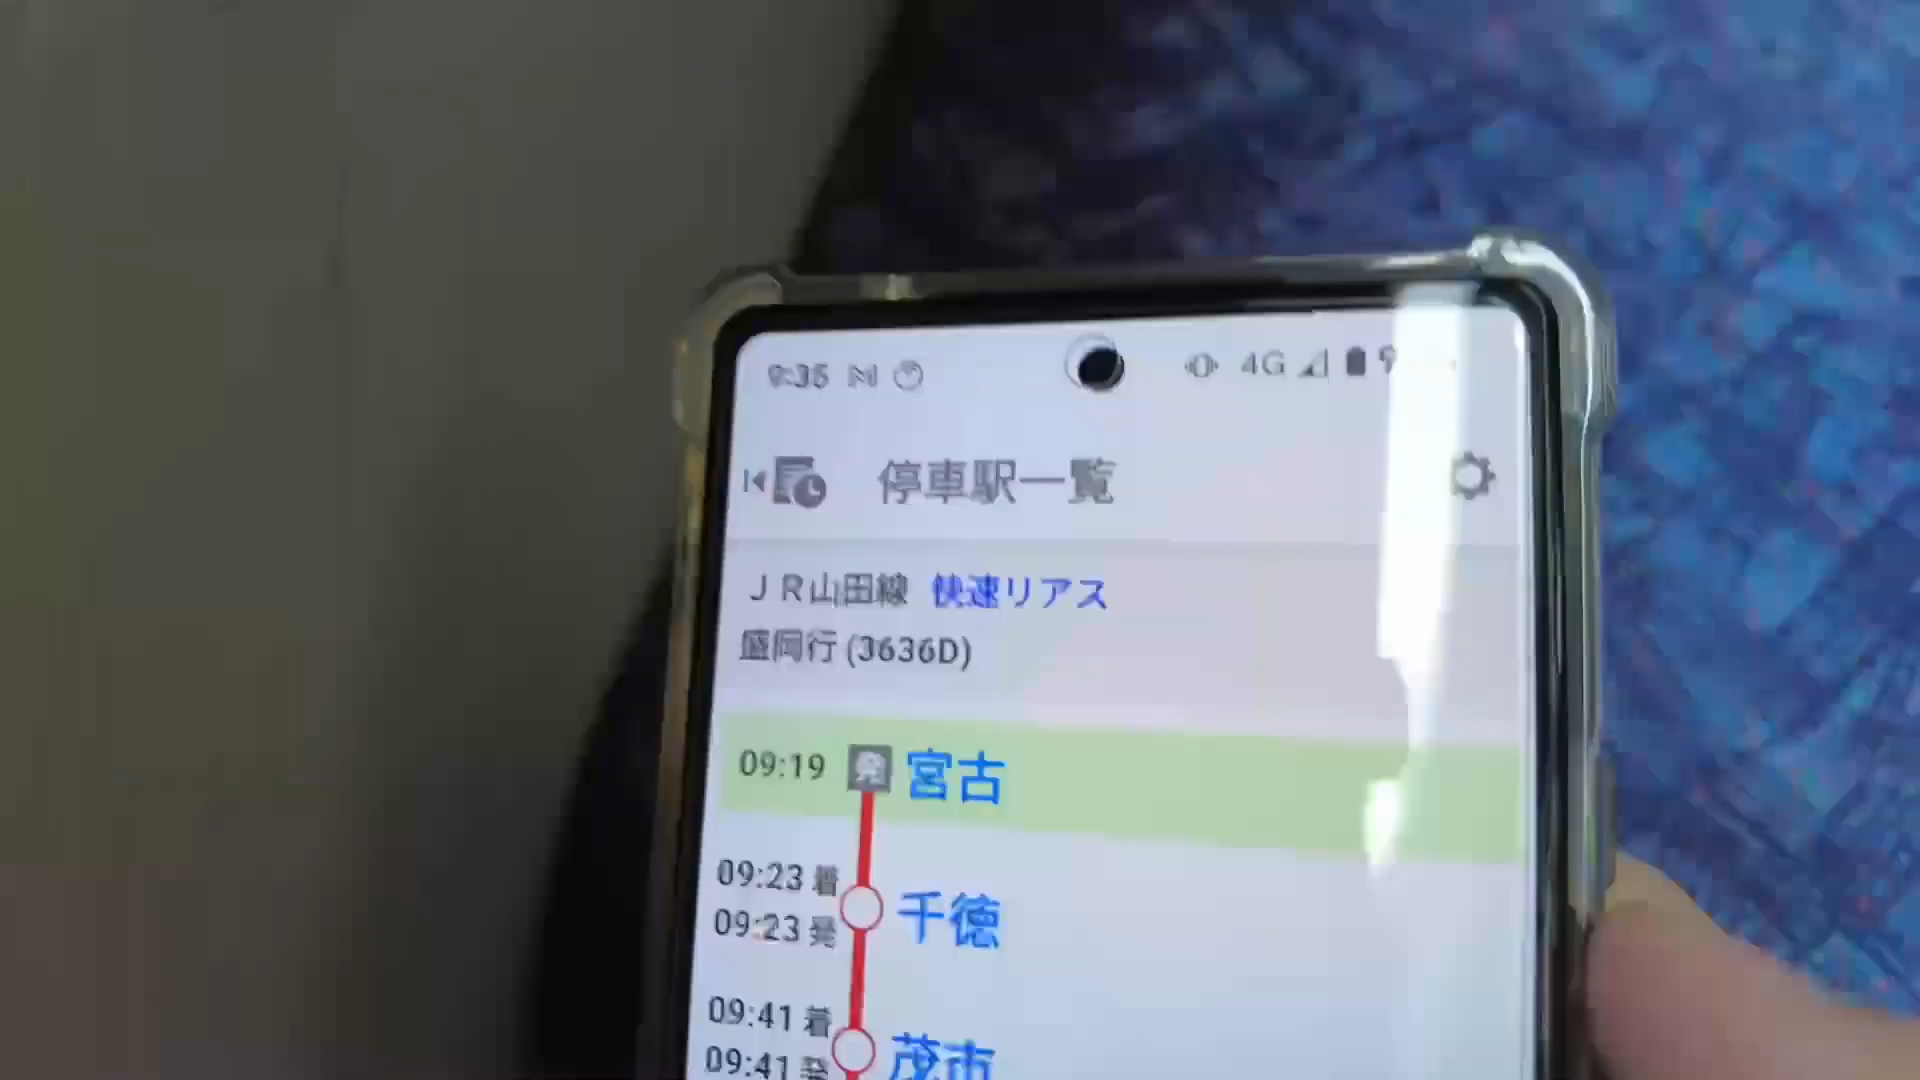 9:35 4G 9
停車駅一覧
JR山田線 快速リアス
盛岡行 (3636D)
09:19 発 宮古
09:23 着
09:23 発 千徳
09:41 着
09:41 発 茂市